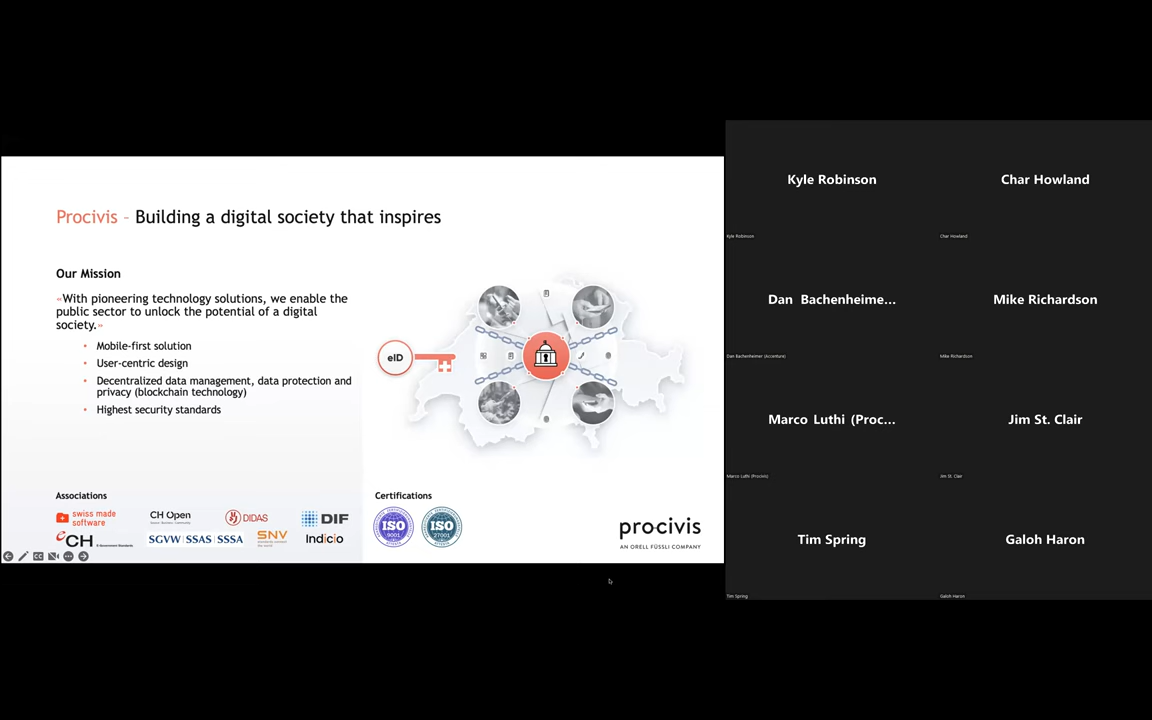 Procivis - Building a digital society that inspires
Our Mission
«With pioneering technology solutions, we enable the
public sector to unlock the potential of a digital
society.»
• Mobile-first solution
• User-centric design
• Decentralized data management, data protection and
privacy (blockchain technology)
• Highest security standards
eID
Associations
swiss made
software
CH Open
DIDAS
DIF
eCH
SGVW | SSAS | SSSA
SNV
Indicio
Certifications
ISO
9001
ISO
27001
procivis
AN ORELL FÜSSLI COMPANY
Kyle Robinson
Kyle Robinson
Char Howland
Char Howland
Dan Bachenheime...
Dan Bachenheimer (Accenture)
Mike Richardson
Mike Richardson
Marco Luthi (Proc...
Marco Luthi (Procivis)
Jim St. Clair
Jim St. Clair
Tim Spring
Tim Spring
Galoh Haron
Galoh Haron